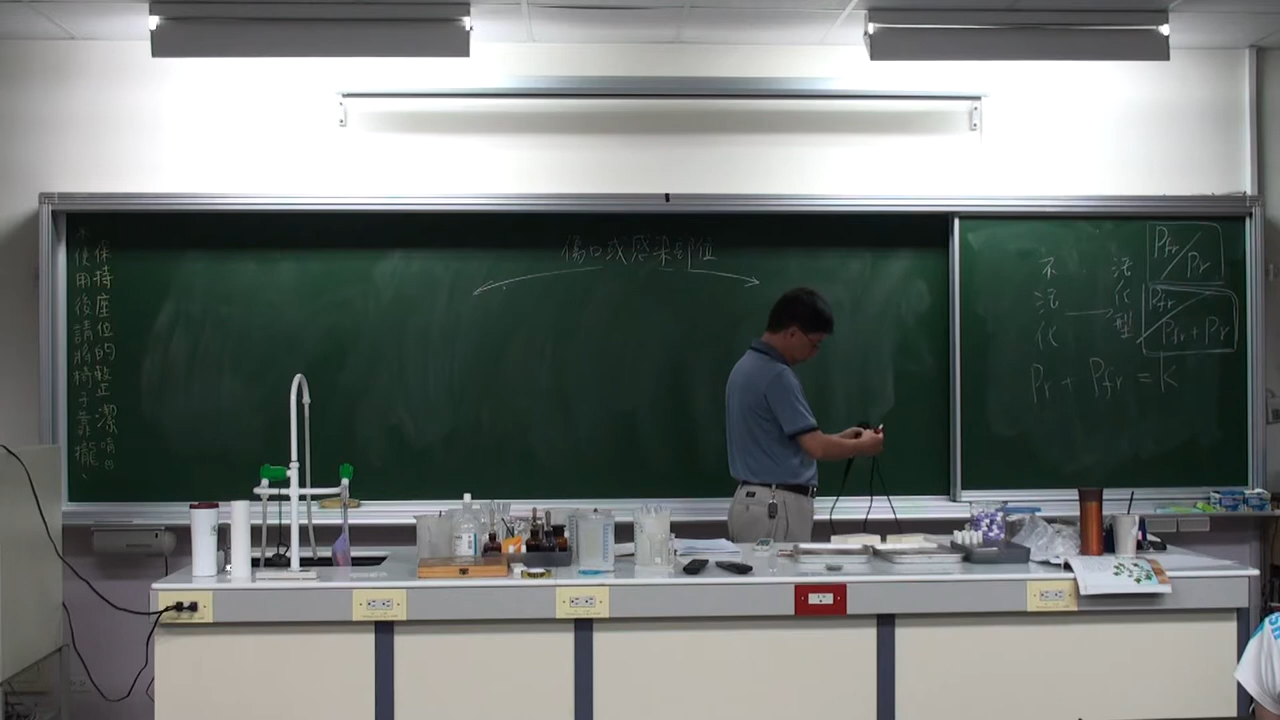 保持座位的整潔
使用後請將椅子靠攏
傷口或感染部位
不活化 → 活化型
Pfr/Pr
Pfr/Pfr+Pr
Pr + Pfr = K